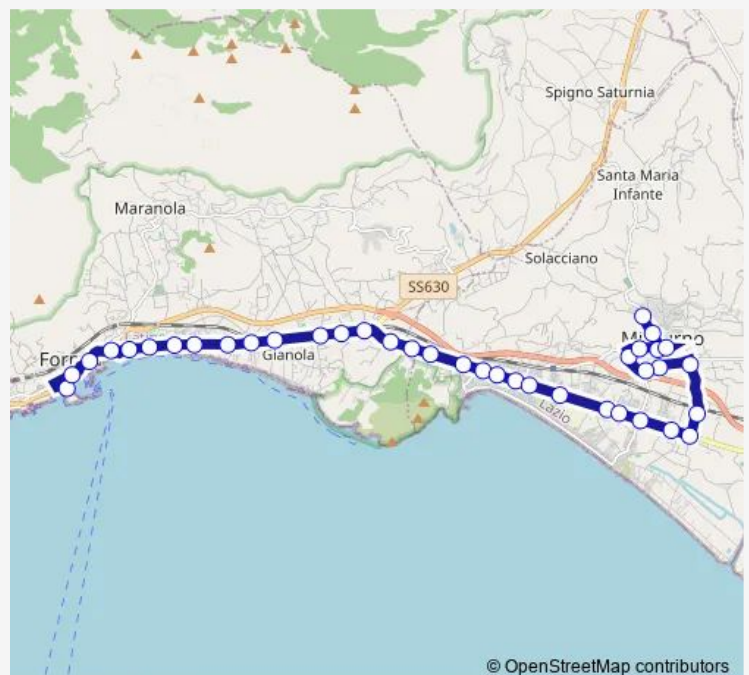 Spigno Saturnia
Santa Maria
Infante
Maranola
Solacciano
SS630
Gianola
Lazio
© OpenStreetMap contributors